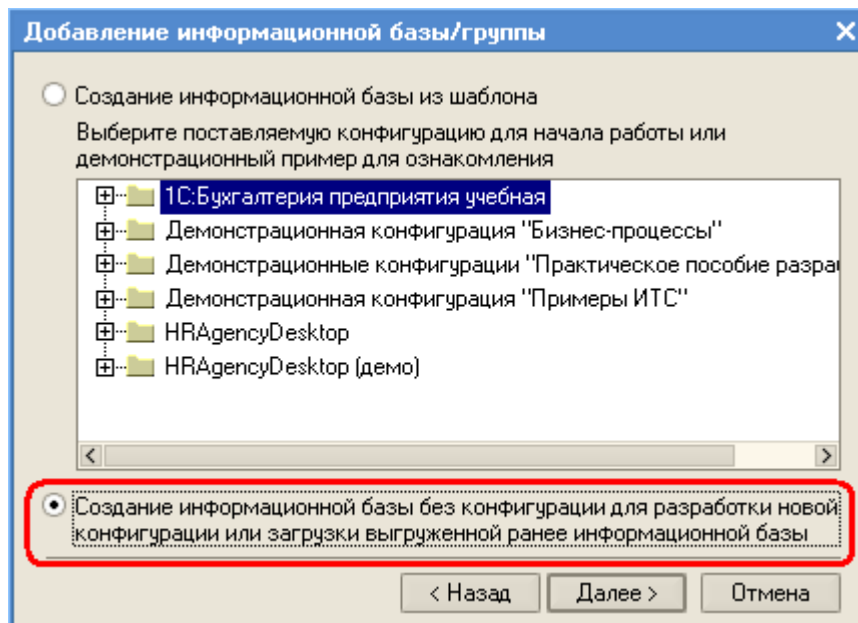 Добавление информационной базы/группы
Создание информационной базы из шаблона
Выберите поставляемую конфигурацию для начала работы или
демонстрационный пример для ознакомления
1С:Бухгалтерия предприятия учебная
Демонстрационная конфигурация "Бизнес-процессы"
Демонстрационные конфигурации "Практическое пособие
Демонстрационная конфигурация "Примеры ИТС"
HRAgencyDesktop
HRAgencyDesktop (демо)
Создание информационной базы без конфигурации для разработки новой
конфигурации или загрузки выгруженной ранее информационной базы
< Назад
Далее >
Отмена